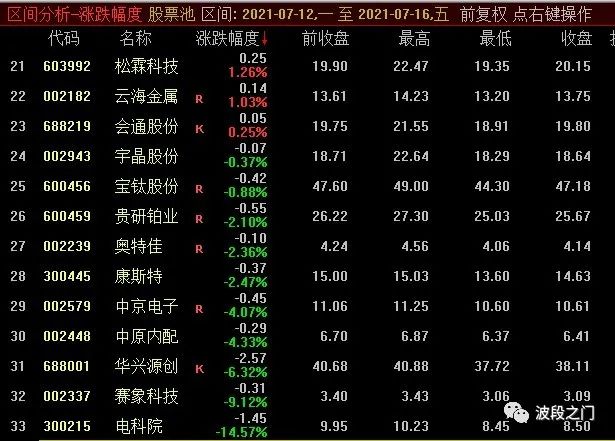 区间分析-涨跌幅度 股票池 区间: 2021-07-12,一 至 2021-07-16,五 前复权 点右键操作
代码 名称 涨跌幅度↓ 前收盘 最高 最低 收盘
21 603992 松霖科技 0.25 1.26% 19.90 22.47 19.35 20.15
22 002182 云海金属 R 0.14 1.03% 13.61 14.23 13.20 13.75
23 688219 会通股份 K 0.05 0.25% 19.75 21.55 18.91 19.80
24 002943 宇晶股份 -0.07 -0.37% 18.71 22.64 18.29 18.64
25 600456 宝钛股份 R -0.42 -0.88% 47.60 49.00 44.30 47.18
26 600459 贵研铂业 R -0.55 -2.10% 26.22 27.30 25.03 25.67
27 002239 奥特佳 R -0.10 -2.36% 4.24 4.56 4.06 4.14
28 300445 康斯特 -0.37 -2.47% 15.00 15.03 13.60 14.63
29 002579 中京电子 R -0.45 -4.07% 11.06 11.25 10.60 10.61
30 002448 中原内配 -0.29 -4.33% 6.70 6.87 6.37 6.41
31 688001 华兴源创 K -2.57 -6.32% 40.68 40.88 37.72 38.11
32 002337 赛象科技 -0.31 -9.12% 3.40 3.43 3.06 3.09
33 300215 电科院 -1.45 -14.57% 9.95 10.23 8.45 8.50
波段之门